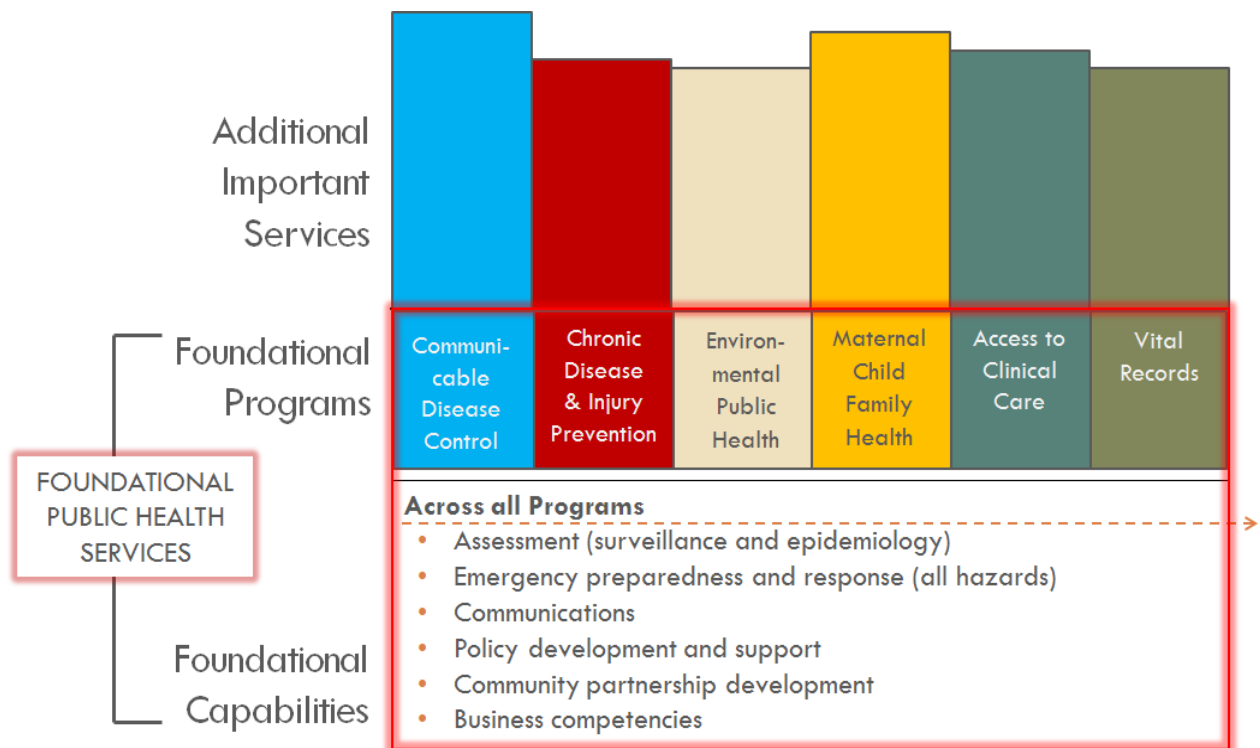 Additional
Important
Services
Foundational
Programs
Communi-
cable
Disease
Control
Chronic
Disease
& Injury
Prevention
Environ-
mental
Public
Health
Maternal
Child
Family
Health
Access to
Clinical
Care
Vital
Records
FOUNDATIONAL
PUBLIC HEALTH
SERVICES
Foundational
Capabilities
Across all Programs
• Assessment (surveillance and epidemiology)
• Emergency preparedness and response (all hazards)
• Communications
• Policy development and support
• Community partnership development
• Business competencies